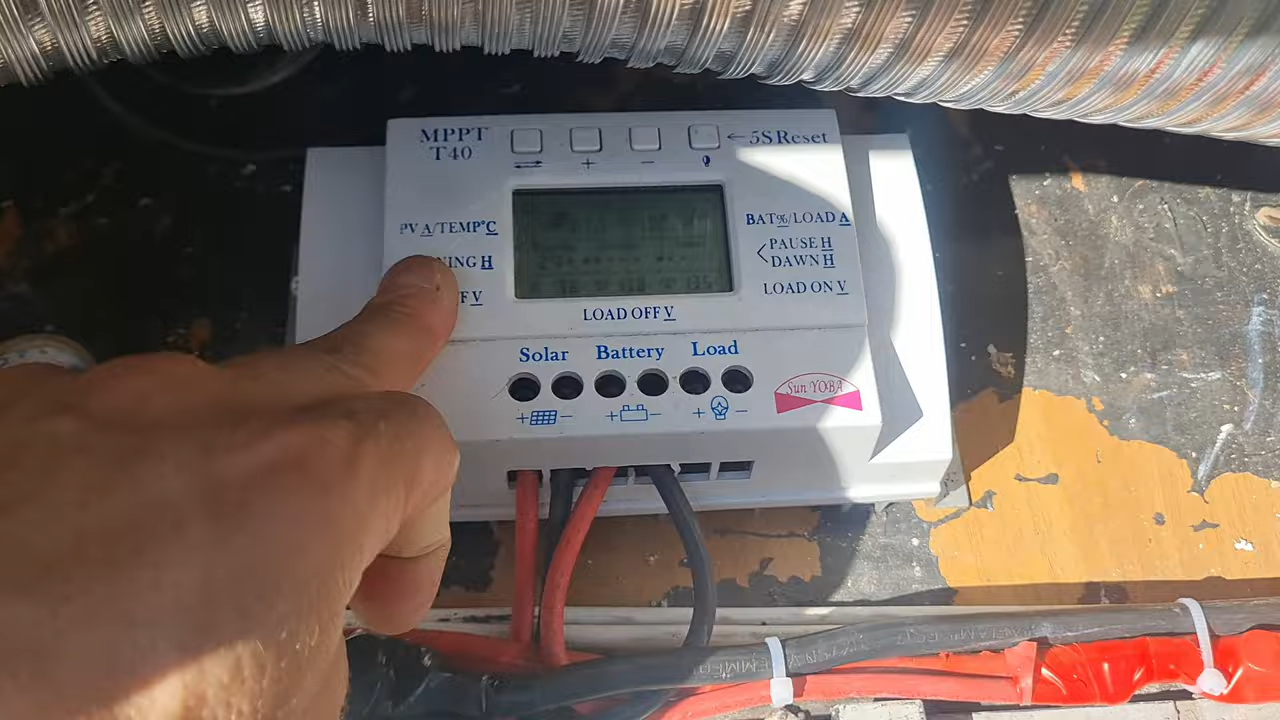 MPPT
T40
←5S Reset
+
−
PV A/TEMP°C
BAT%/LOAD A
NING H
PAUSE H
DAWN H
F V
LOAD ON V
LOAD OFF V
Solar Battery Load
+ − + − + −
Sun YOBA